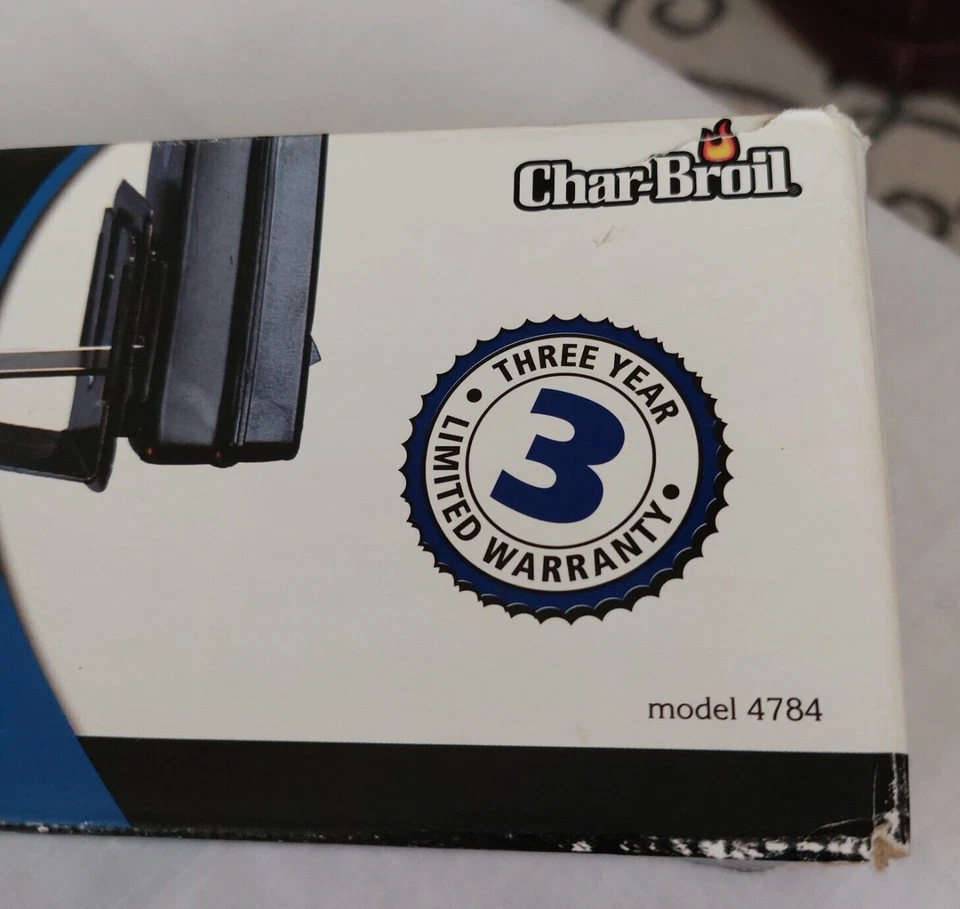 Char-Broil®
THREE YEAR
3
LIMITED WARRANTY
model 4784